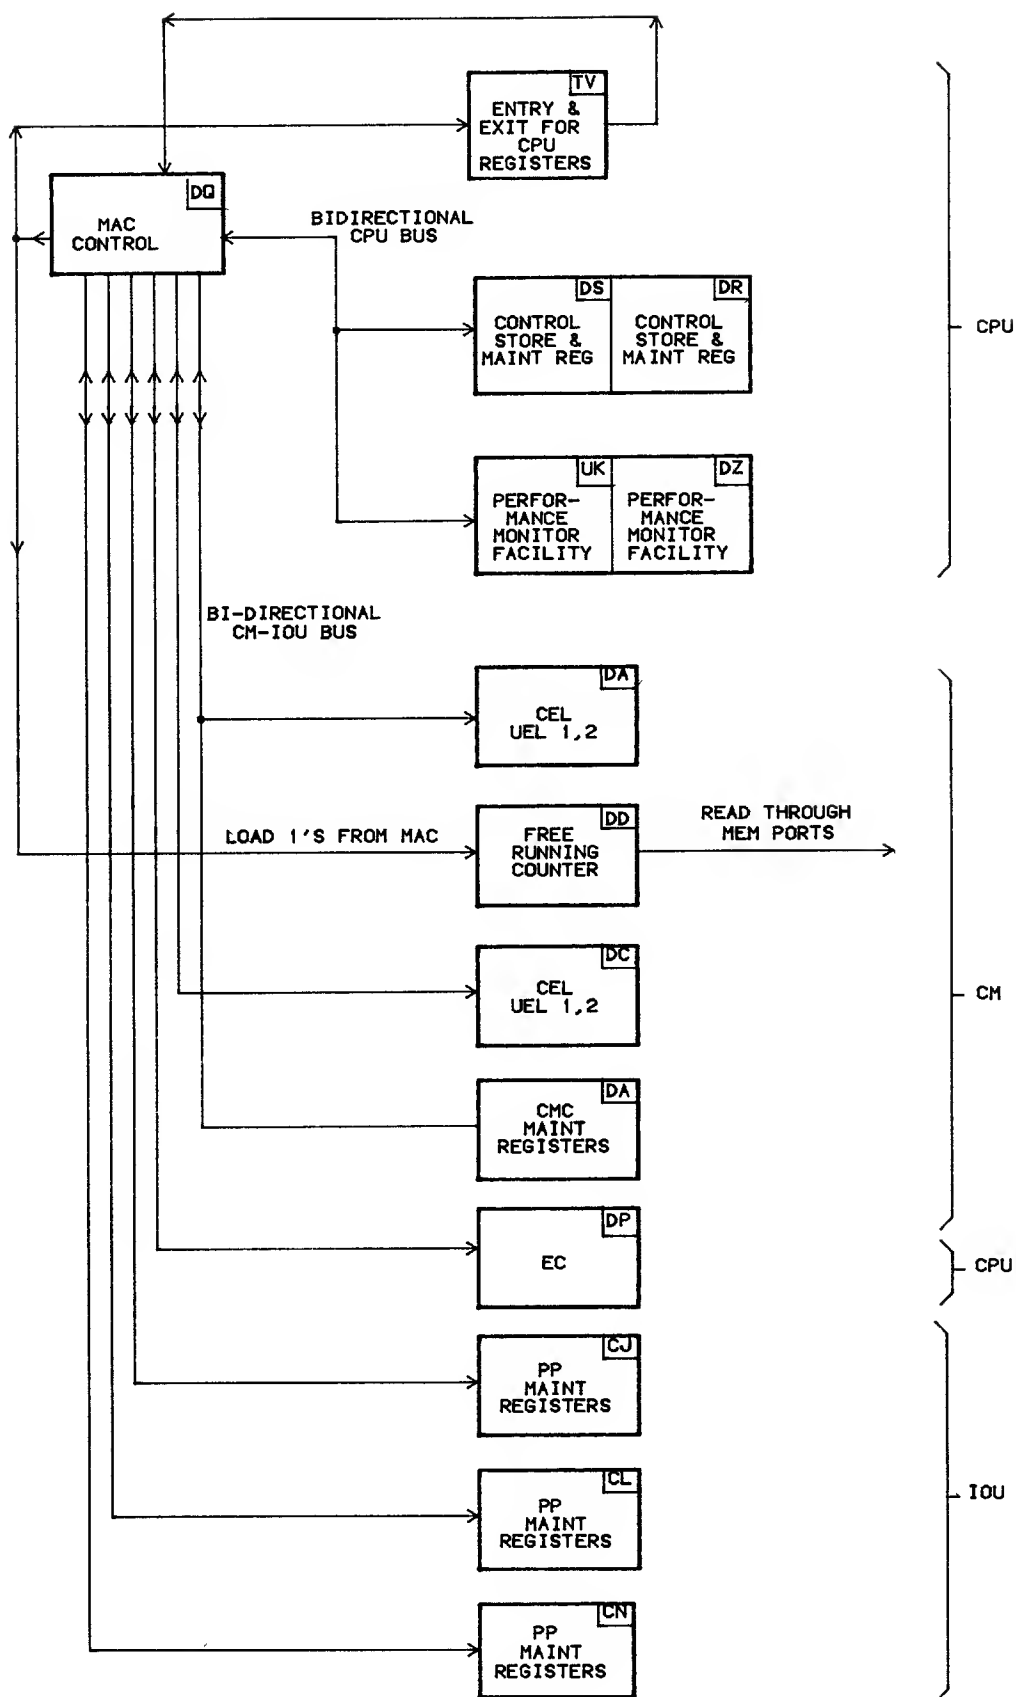 TV
ENTRY &
EXIT FOR
CPU
REGISTERS
DQ
MAC
CONTROL
BIDIRECTIONAL
CPU BUS
DS
CONTROL
STORE &
MAINT REG
DR
CONTROL
STORE &
MAINT REG
CPU
UK
PERFOR-
MANCE
MONITOR
FACILITY
DZ
PERFOR-
MANCE
MONITOR
FACILITY
BI-DIRECTIONAL
CM-IOU BUS
DA
CEL
UEL 1,2
LOAD 1'S FROM MAC
DD
FREE
RUNNING
COUNTER
READ THROUGH
MEM PORTS
DC
CEL
UEL 1,2
CM
DA
CMC
MAINT
REGISTERS
DP
EC
CPU
CJ
PP
MAINT
REGISTERS
CL
PP
MAINT
REGISTERS
IOU
CN
PP
MAINT
REGISTERS